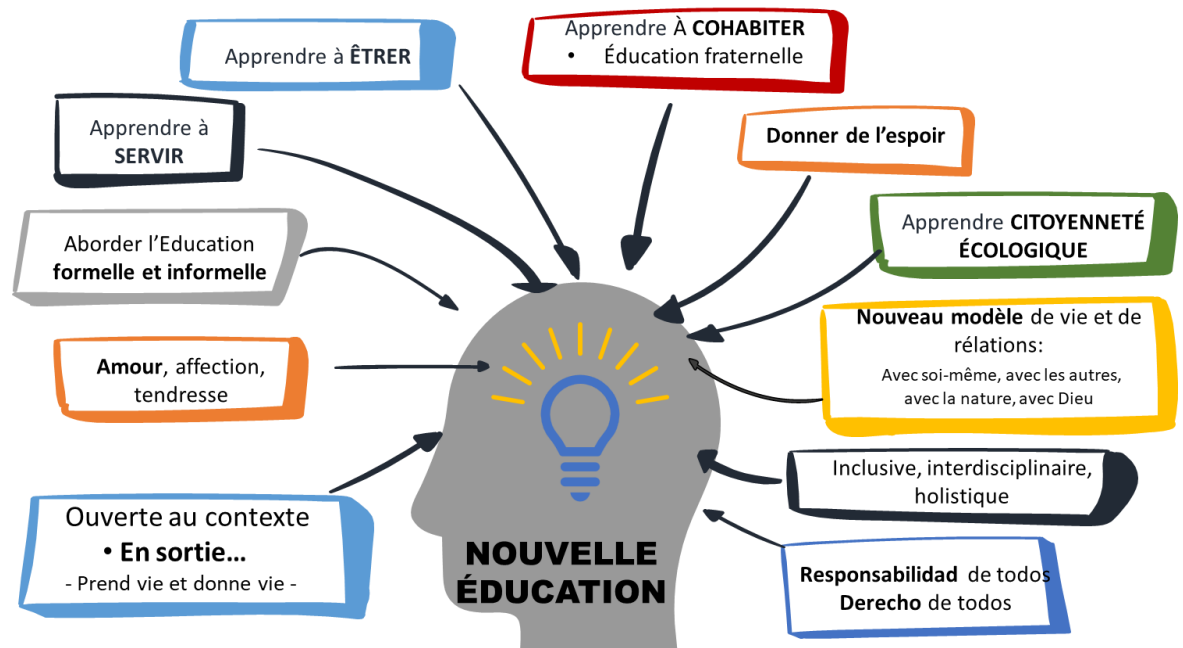 Apprendre à ÊTRER
Apprendre À COHABITER
• Éducation fraternelle
Apprendre à
SERVIR
Donner de l’espoir
Aborder l’Education
formelle et informelle
Apprendre CITOYENNETÉ
ÉCOLOGIQUE
Amour, affection,
tendresse
Nouveau modèle de vie et de
rélations:
Avec soi-même, avec les autres,
avec la nature, avec Dieu
Ouverte au contexte
• En sortie…
- Prend vie et donne vie -
Inclusive, interdisciplinaire,
holistique
Responsabilidad de todos
Derecho de todos
NOUVELLE
ÉDUCATION